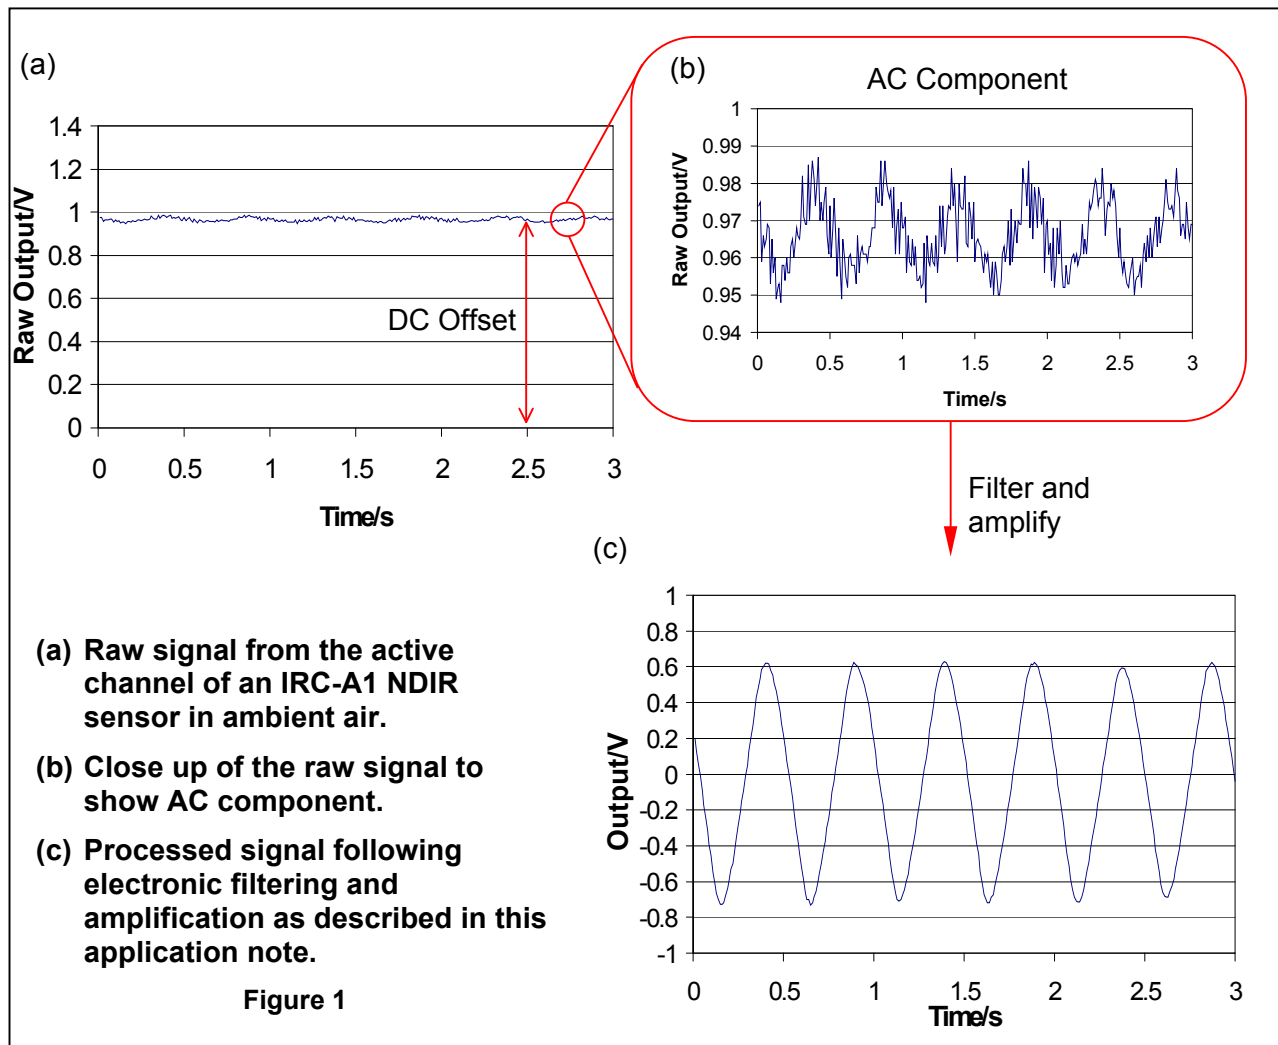 (a)
1.4
1.2
1
0.8
0.6
0.4
0.2
0
Raw Output/V
DC Offset
0 0.5 1 1.5 2 2.5 3
Time/s
(b)
AC Component
1
0.99
0.98
0.97
0.96
0.95
0.94
Raw Output/V
0 0.5 1 1.5 2 2.5 3
Time/s
Filter and
amplify
(c)
1
0.8
0.6
0.4
0.2
0
-0.2
-0.4
-0.6
-0.8
-1
Output/V
0 0.5 1 1.5 2 2.5 3
Time/s
(a) Raw signal from the active
channel of an IRC-A1 NDIR
sensor in ambient air.
(b) Close up of the raw signal to
show AC component.
(c) Processed signal following
electronic filtering and
amplification as described in this
application note.
Figure 1